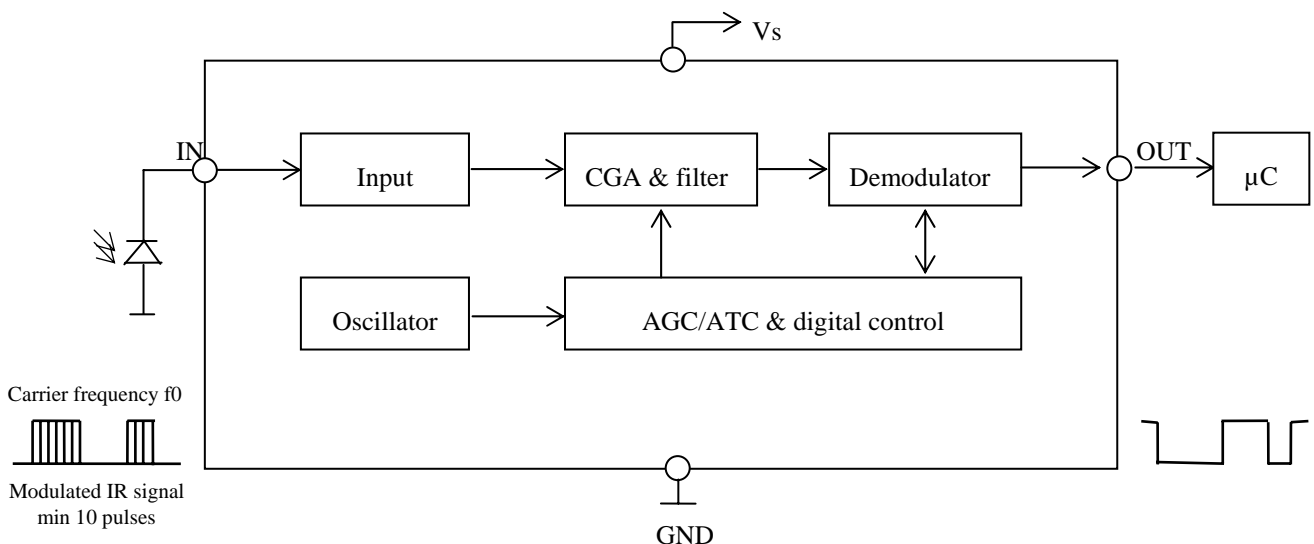 Vs
IN
OUT
Input
CGA & filter
Demodulator
µC
Oscillator
AGC/ATC & digital control
Carrier frequency f0
Modulated IR signal
min 10 pulses
GND